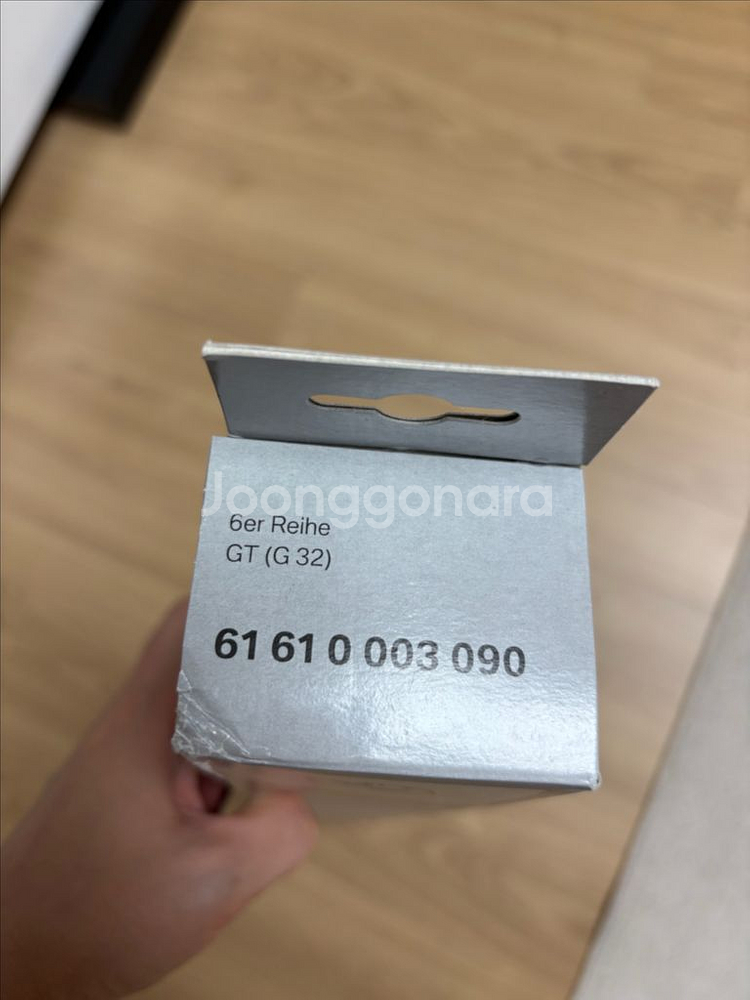 Joonggonara
6er Reihe
GT (G 32)
61 61 0 003 090